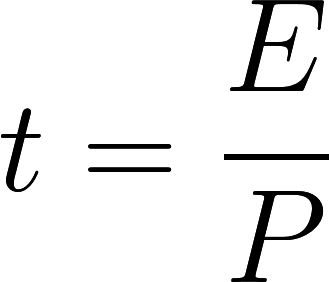 t = E/P